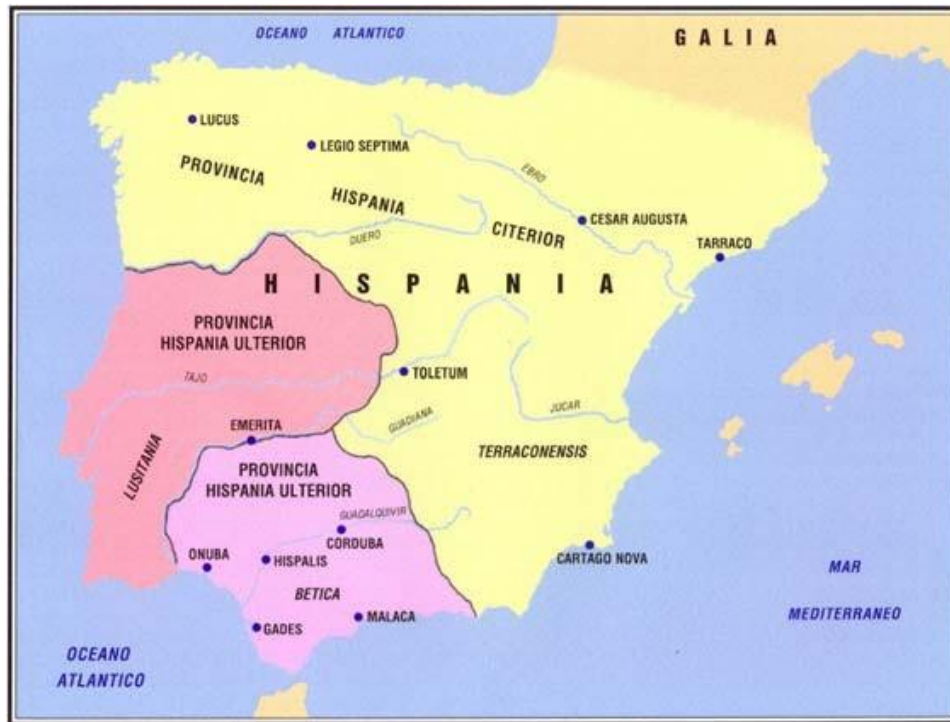 OCEANO ATLANTICO
GALIA
LUCUS
LEGIO SEPTIMA
PROVINCIA
HISPANIA
CITERIOR
EBRO
CESAR AUGUSTA
TARRACO
DUERO
HISPANIA
PROVINCIA
HISPANIA ULTERIOR
TAJO
TOLETUM
JUCAR
GUADIANA
EMERITA
TERRACONENSIS
LUSITANIA
PROVINCIA
HISPANIA ULTERIOR
GUADALQUIVIR
CORDUBA
ONUBA
HISPALIS
CARTAGO NOVA
BETICA
MALACA
GADES
MAR
MEDITERRANEO
OCEANO
ATLANTICO